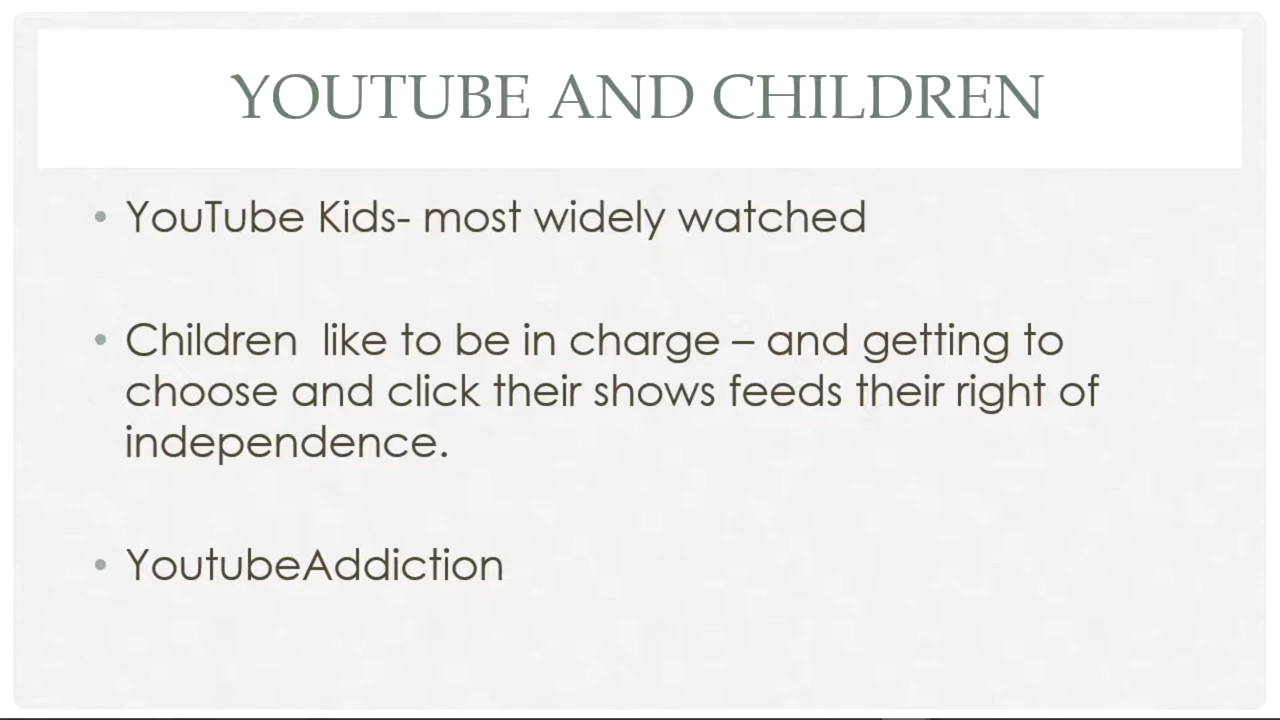 YOUTUBE AND CHILDREN
• YouTube Kids- most widely watched
• Children  like to be in charge – and getting to
choose and click their shows feeds their right of
independence.
• YoutubeAddiction